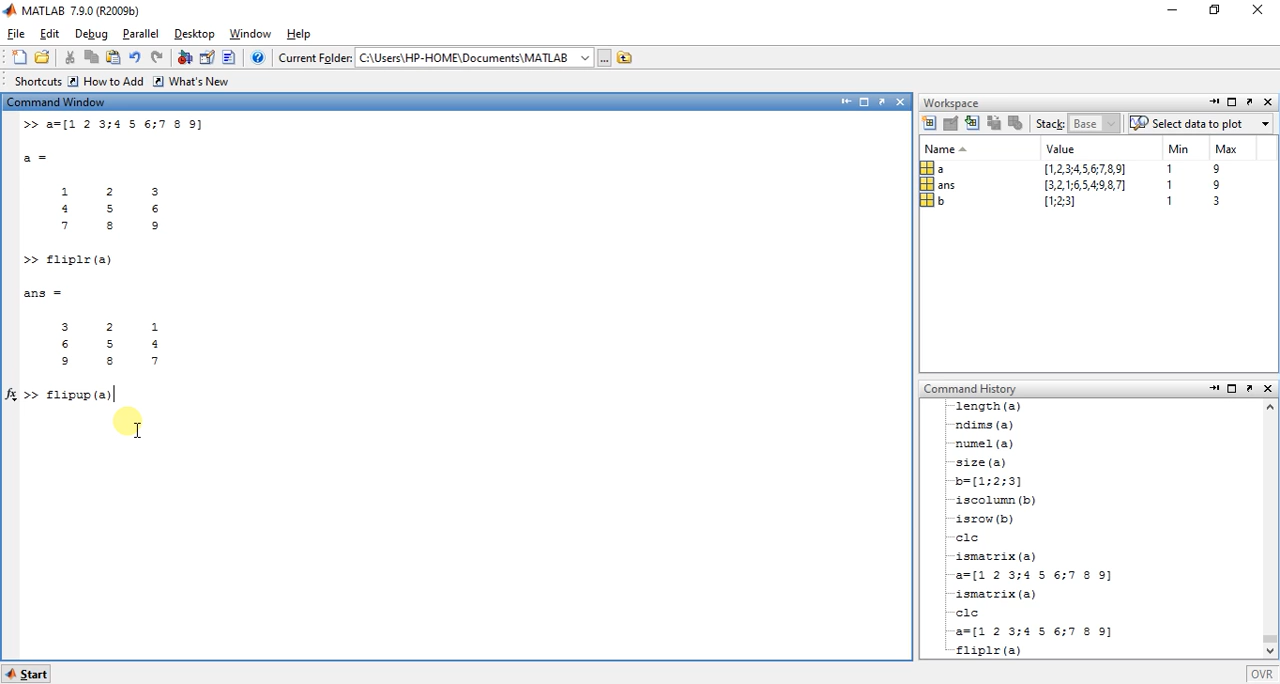 MATLAB 7.9.0 (R2009b)
File Edit Debug Parallel Desktop Window Help
Current Folder: C:\Users\HP-HOME\Documents\MATLAB ...
Shortcuts How to Add What's New
Command Window
>> a=[1 2 3;4 5 6;7 8 9]
a =
1 2 3
4 5 6
7 8 9
>> fliplr(a)
ans =
3 2 1
6 5 4
9 8 7
fx >> flipup(a)
Workspace
Stack: Base Select data to plot
Name Value Min Max
a [1,2,3;4,5,6;7,8,9] 1 9
ans [3,2,1;6,5,4;9,8,7] 1 9
b [1;2;3] 1 3
Command History
length(a)
ndims(a)
numel(a)
size(a)
b=[1;2;3]
iscolumn(b)
isrow(b)
clc
ismatrix(a)
a=[1 2 3;4 5 6;7 8 9]
ismatrix(a)
clc
a=[1 2 3;4 5 6;7 8 9]
fliplr(a)
Start
OVR